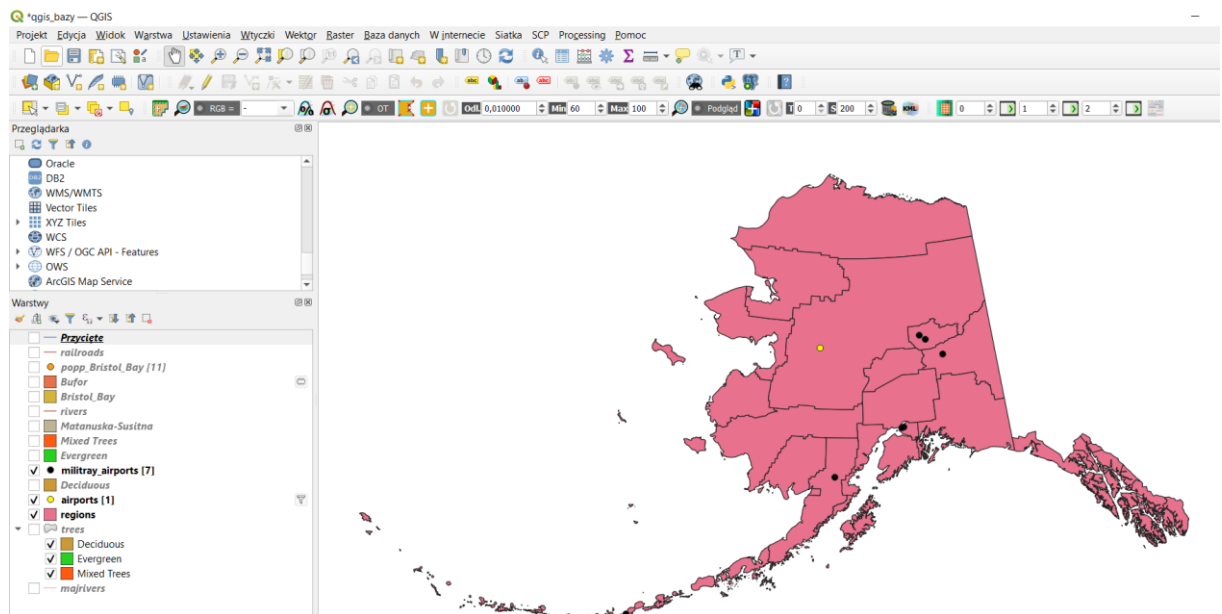 *qgis_bazy — QGIS
Projekt Edycja Widok Warstwa Ustawienia Wtyczki Wektor Raster Baza danych W internecie Siatka SCP Processing Pomoc
RGB = - OT Odl 0,010000 Min 60 Max 100 Podgląd T 0 S 200 KML 0 1 2
Przeglądarka
Oracle
DB2
WMS/WMTS
Vector Tiles
XYZ Tiles
WCS
WFS / OGC API - Features
OWS
ArcGIS Map Service
Warstwy
Przycięte
railroads
popp_Bristol_Bay [11]
Bufor
Bristol_Bay
rivers
Matanuska-Susitna
Mixed Trees
Evergreen
militray_airports [7]
Deciduous
airports [1]
regions
trees
Deciduous
Evergreen
Mixed Trees
majrivers